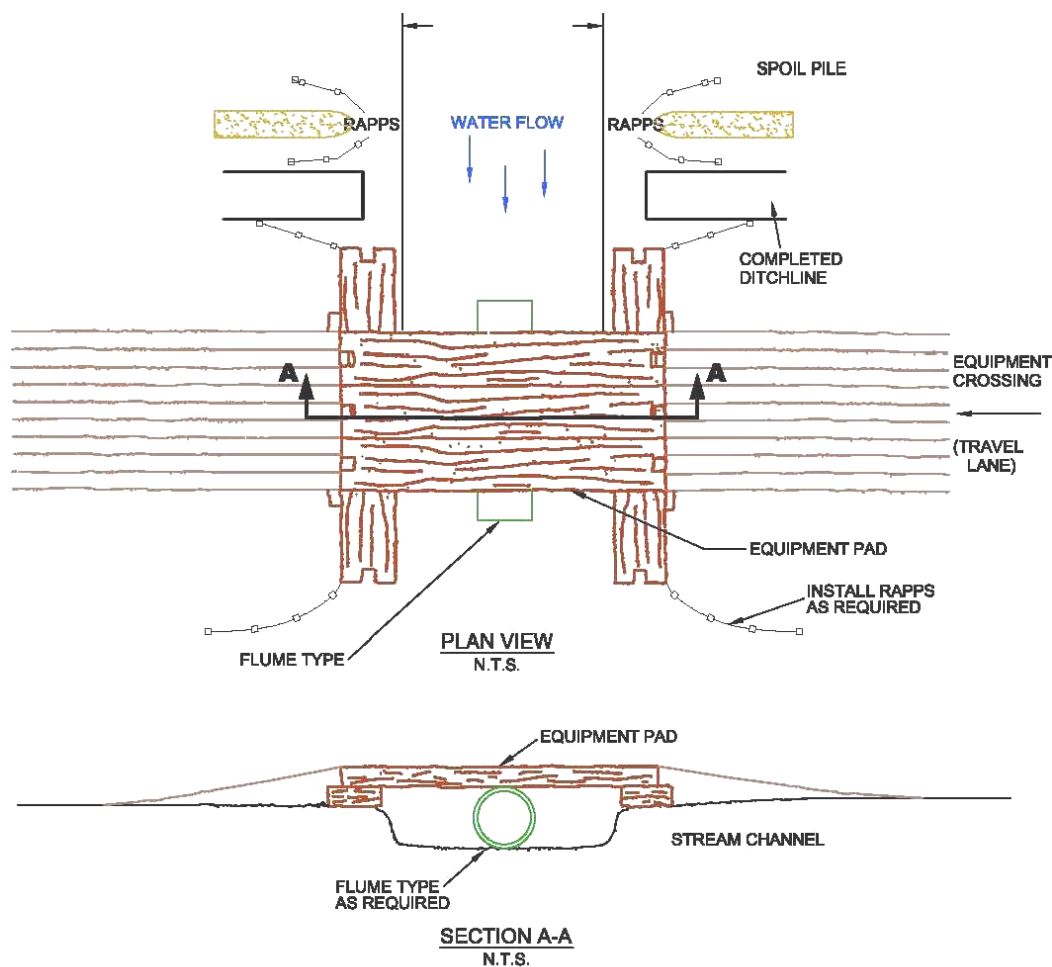 SPOIL PILE
RAPPS
WATER FLOW
RAPPS
COMPLETED
DITCHLINE
A
A
EQUIPMENT
CROSSING
(TRAVEL
LANE)
EQUIPMENT PAD
INSTALL RAPPS
AS REQUIRED
FLUME TYPE
PLAN VIEW
N.T.S.
EQUIPMENT PAD
STREAM CHANNEL
FLUME TYPE
AS REQUIRED
SECTION A-A
N.T.S.